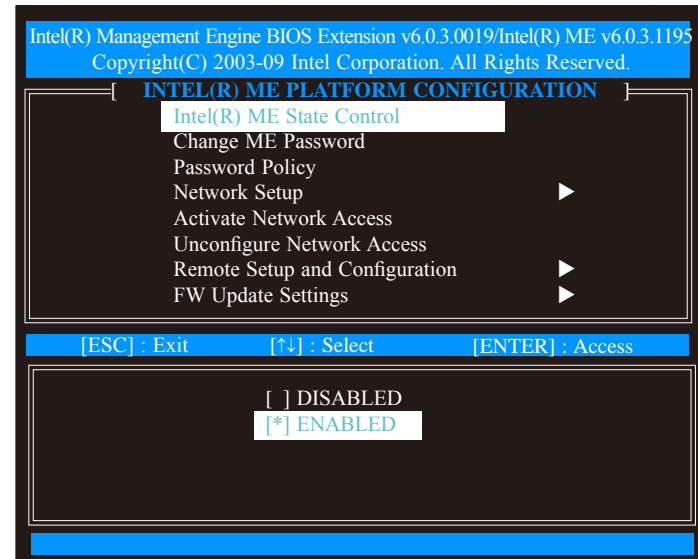 Intel(R) Management Engine BIOS Extension v6.0.3.0019/Intel(R) ME v6.0.3.1195
Copyright(C) 2003-09 Intel Corporation. All Rights Reserved.
[ INTEL(R) ME PLATFORM CONFIGURATION ]
Intel(R) ME State Control
Change ME Password
Password Policy
Network Setup ▶
Activate Network Access
Unconfigure Network Access
Remote Setup and Configuration ▶
FW Update Settings ▶
[ESC] : Exit [↑↓] : Select [ENTER] : Access
[ ] DISABLED
[*] ENABLED